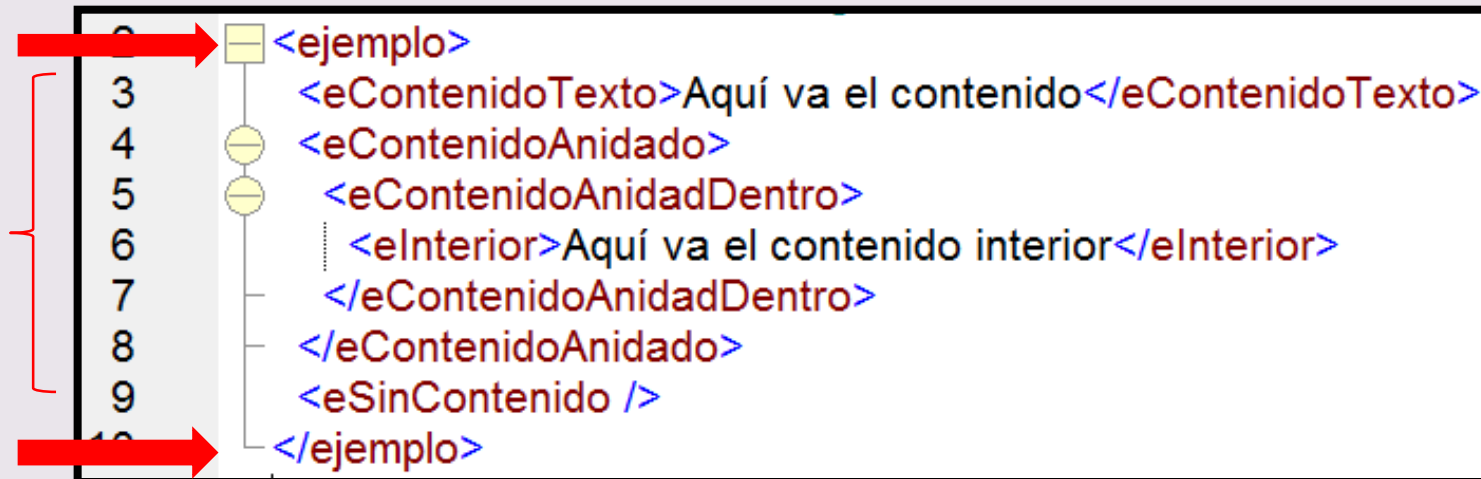 <ejemplo>
3 <eContenidoTexto>Aquí va el contenido</eContenidoTexto>
4 <eContenidoAnidado>
5 <eContenidoAnidadDentro>
6 <eInterior>Aquí va el contenido interior</eInterior>
7 </eContenidoAnidadDentro>
8 </eContenidoAnidado>
9 <eSinContenido />
</ejemplo>